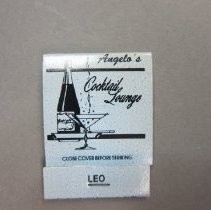 Angelo's
Cocktail
Lounge
CLOSE COVER BEFORE STRIKING
LEO